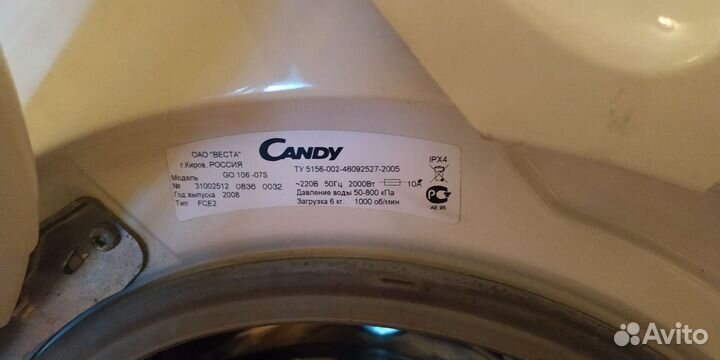 ОАО "ВЕСТА"
г.Киров, РОССИЯ
Модель GO 106 -07S
№ 31002512 0836 0032
Год выпуска 2008
Тип FCE2
CANDY
ТУ 5156-002-46092527-2005
~220В 50Гц 2000Вт 10А
Давление воды 50-800 кПа
Загрузка 6 кг 1000 об/мин
IPX4
РС
АЕ 95
Avito